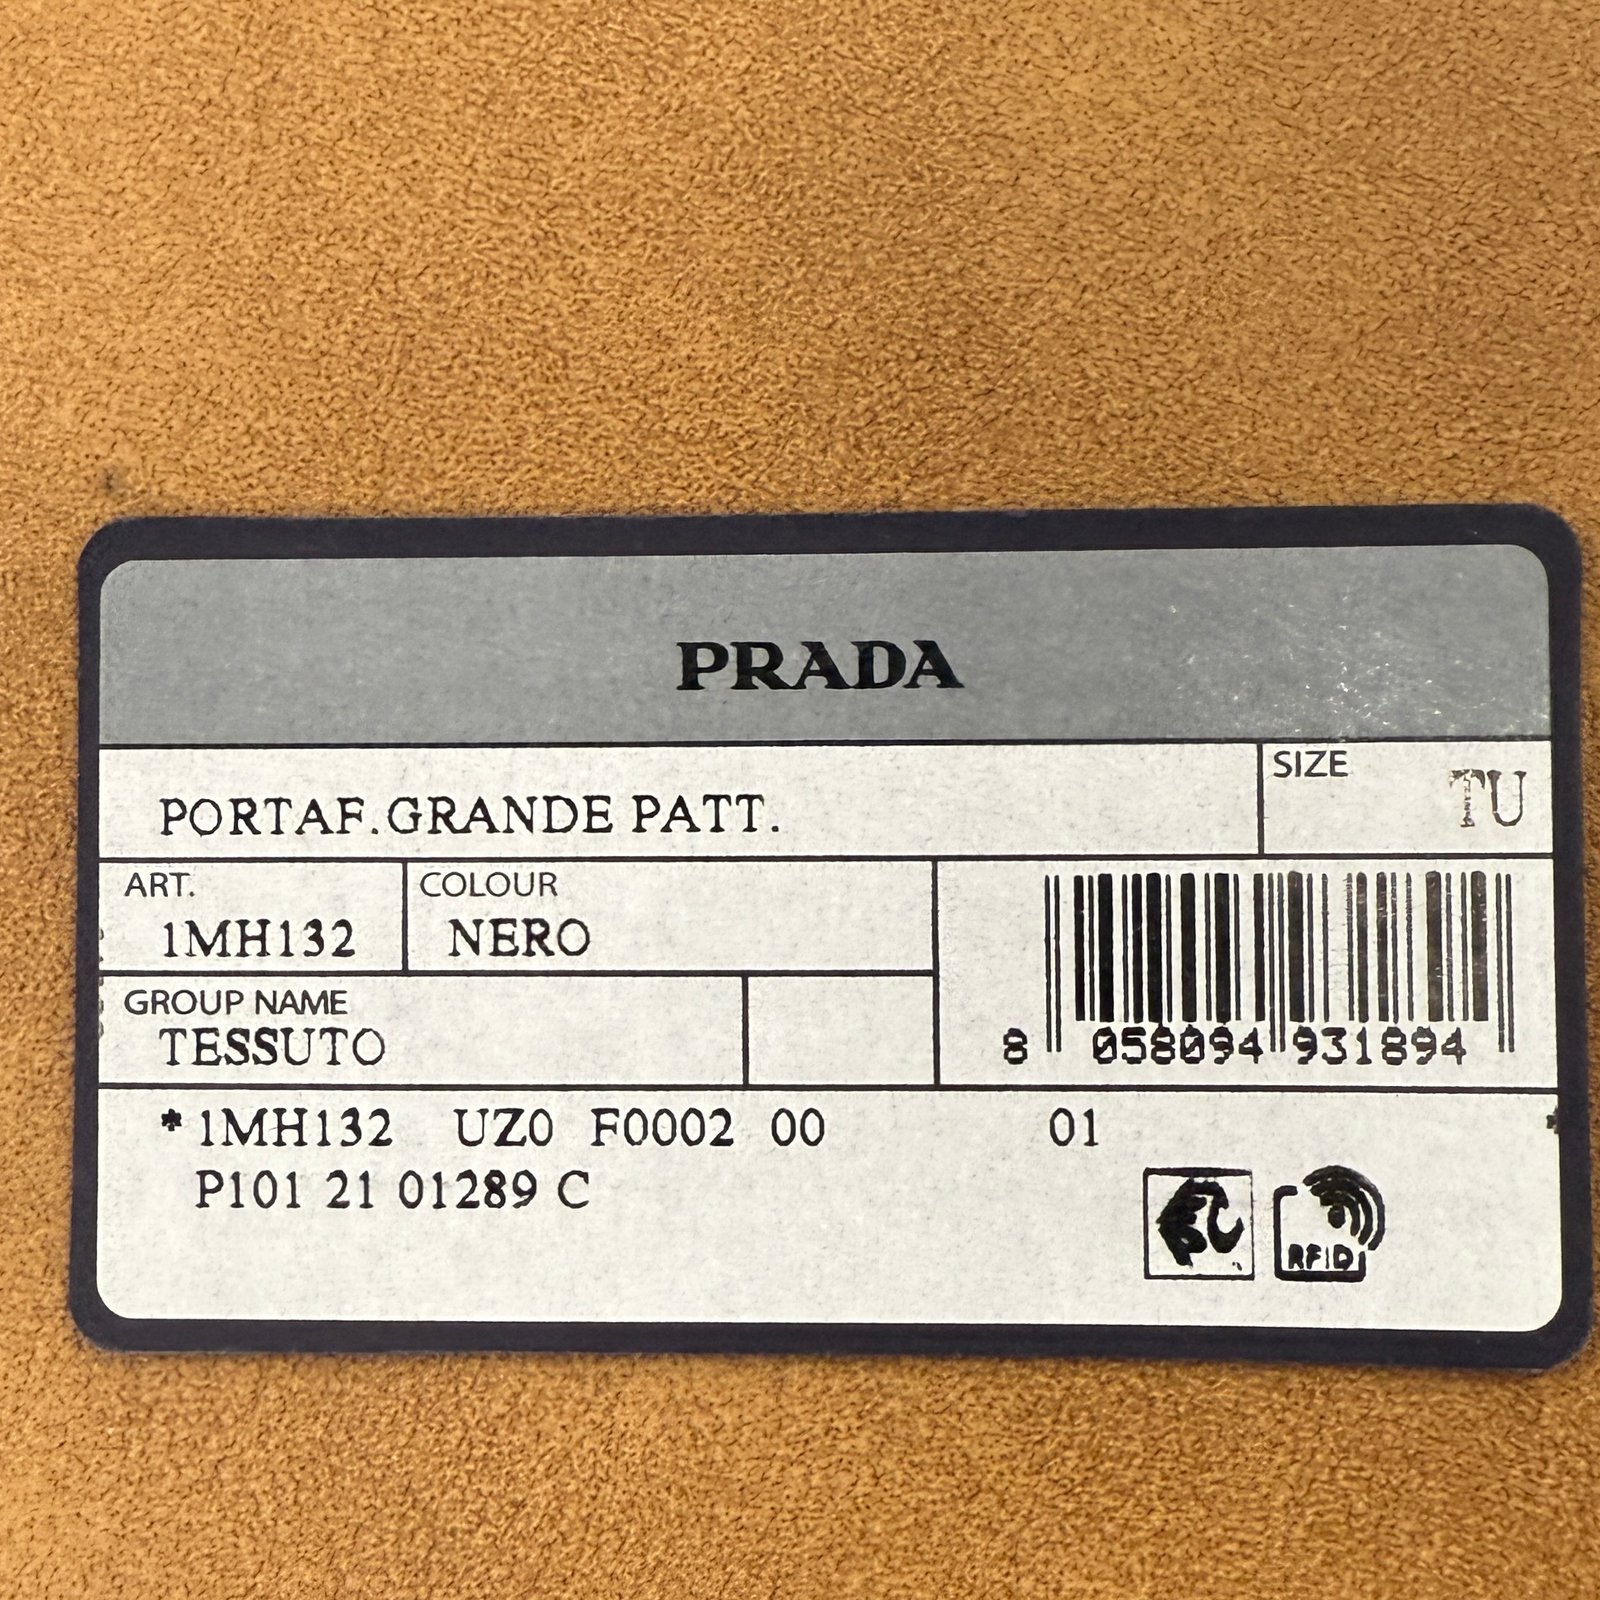 PRADA
PORTAF.GRANDE PATT.
SIZE TU
ART. 1MH132
COLOUR NERO
GROUP NAME
TESSUTO
8 058094 931894
*1MH132 UZ0 F0002 00 01 *
P101 21 01289 C
RFID